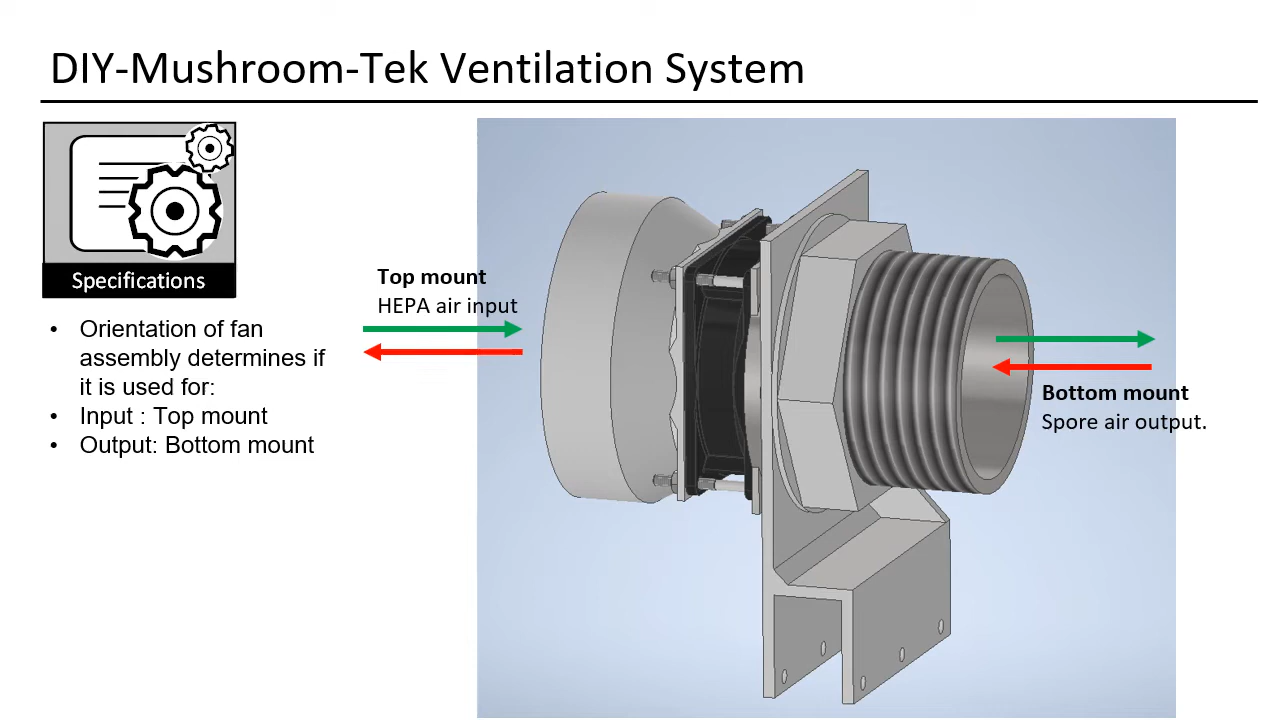 DIY-Mushroom-Tek Ventilation System
Specifications
• Orientation of fan
assembly determines if
it is used for:
• Input : Top mount
• Output: Bottom mount
Top mount
HEPA air input
Bottom mount
Spore air output.